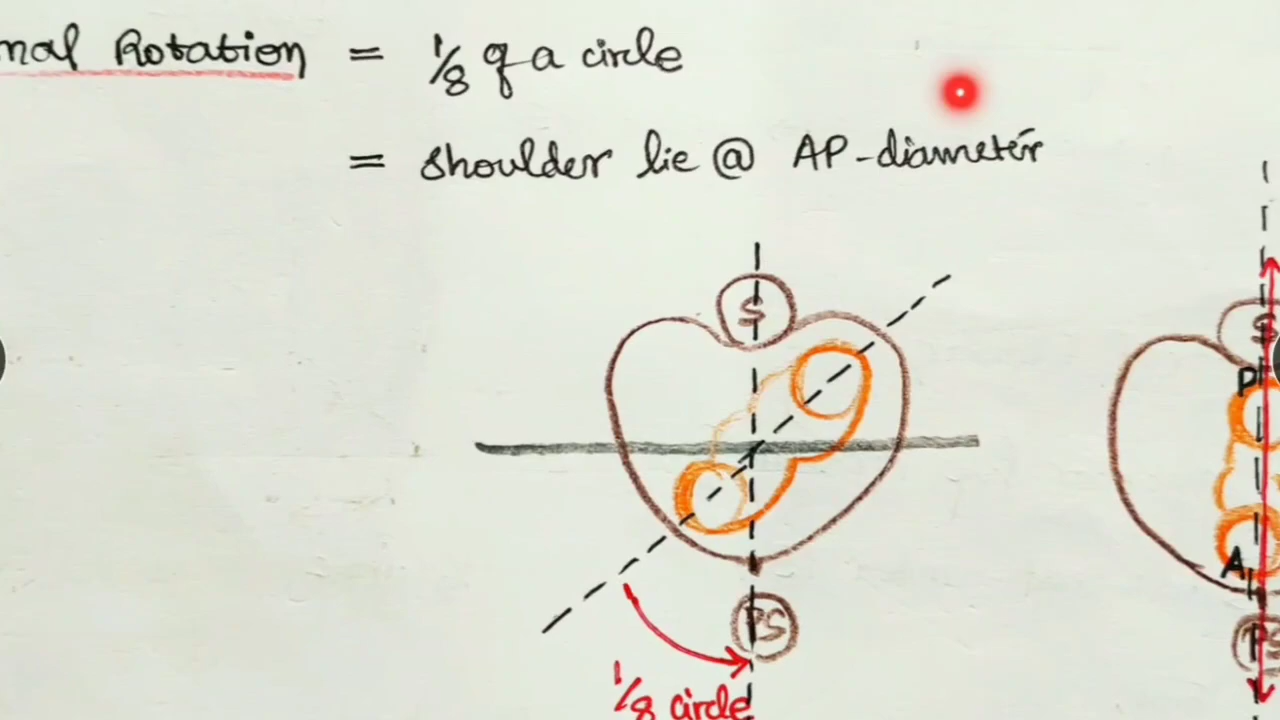 nal Rotation = 1/8 of a circle
= shoulder lie @ AP-diameter
S
S
P
A
PS
PS
1/8 circle